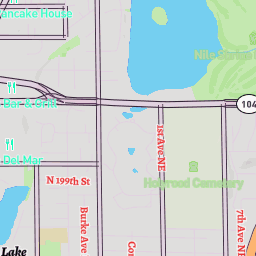 Pancake House
Nile
104
Bar & Grill
1st Ave NE
Del Mar
Holyrood Cemetery
N 199th St
Burke Ave
7th Ave N
Lake